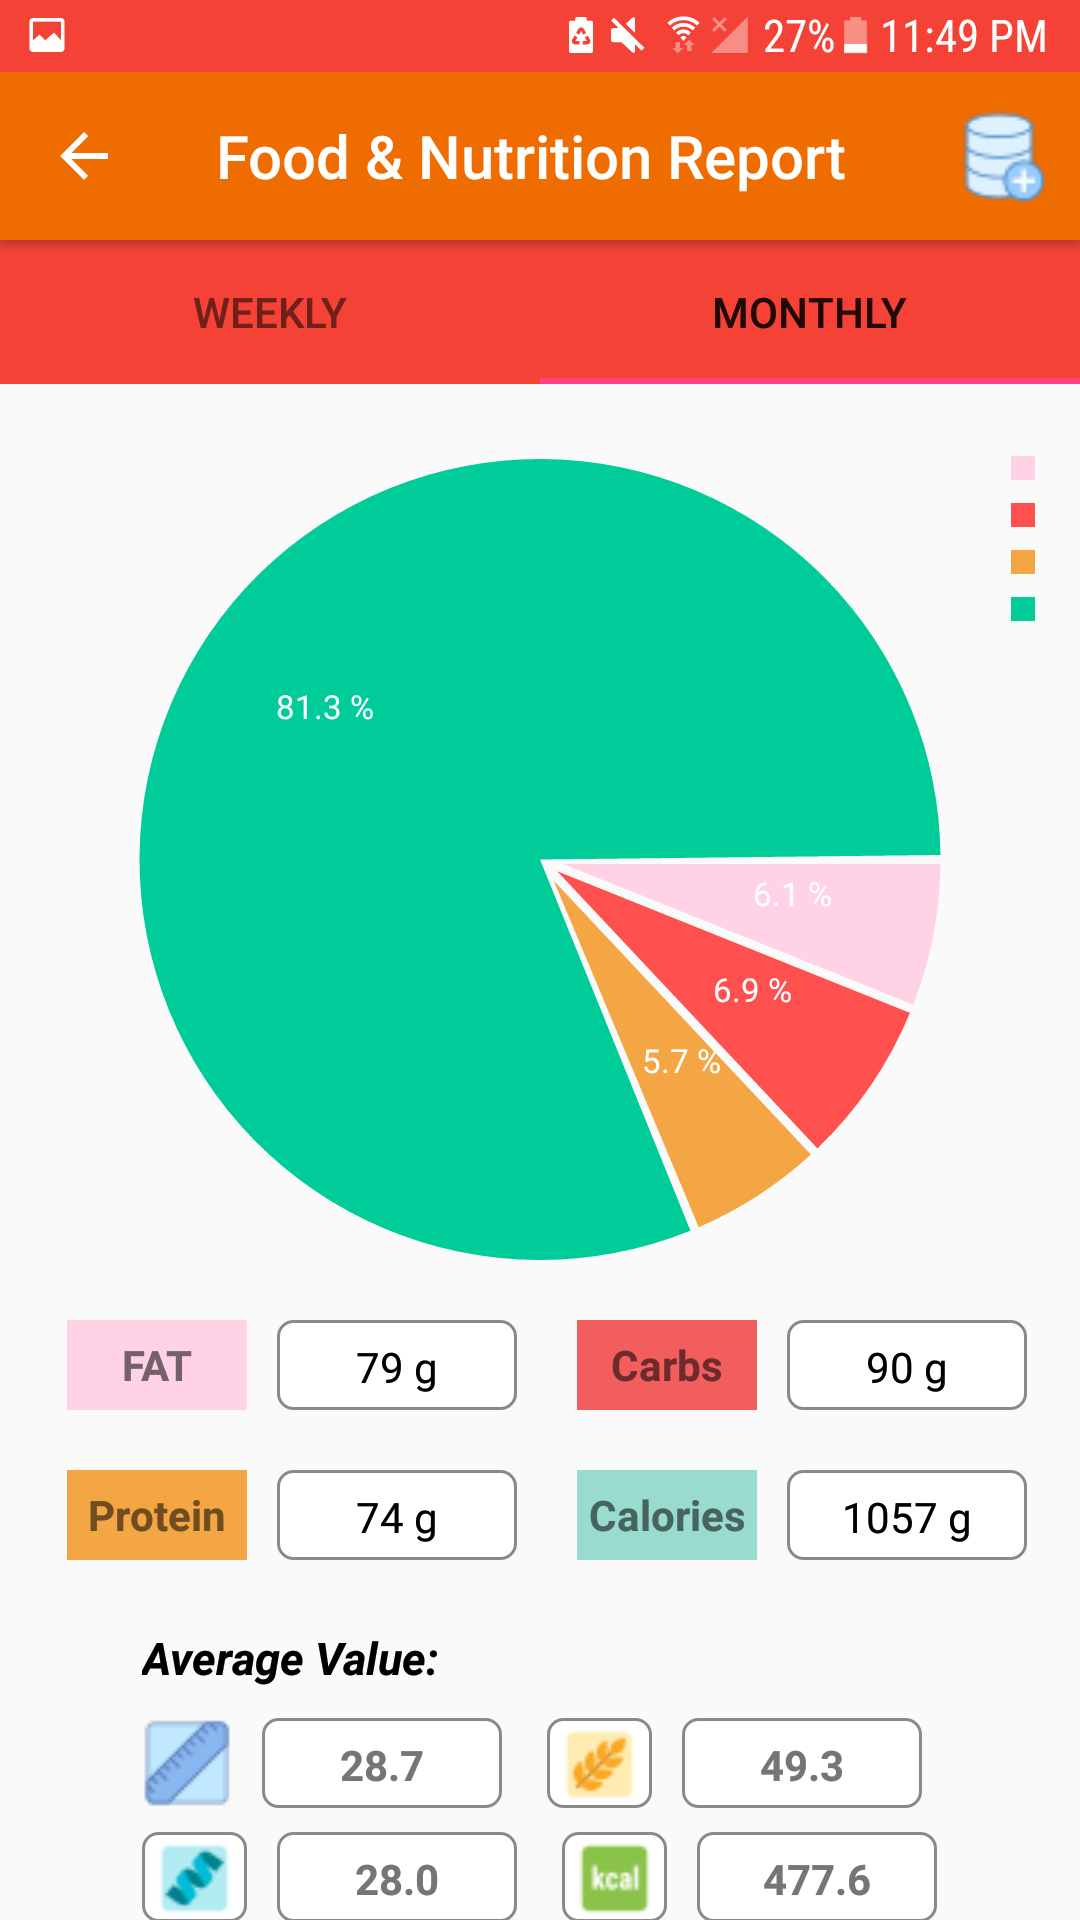 27% 11:49 PM
Food & Nutrition Report
WEEKLY MONTHLY
81.3 %
6.1 %
6.9 %
5.7 %
FAT 79 g Carbs 90 g
Protein 74 g Calories 1057 g
Average Value:
28.7 49.3
28.0 kcal 477.6